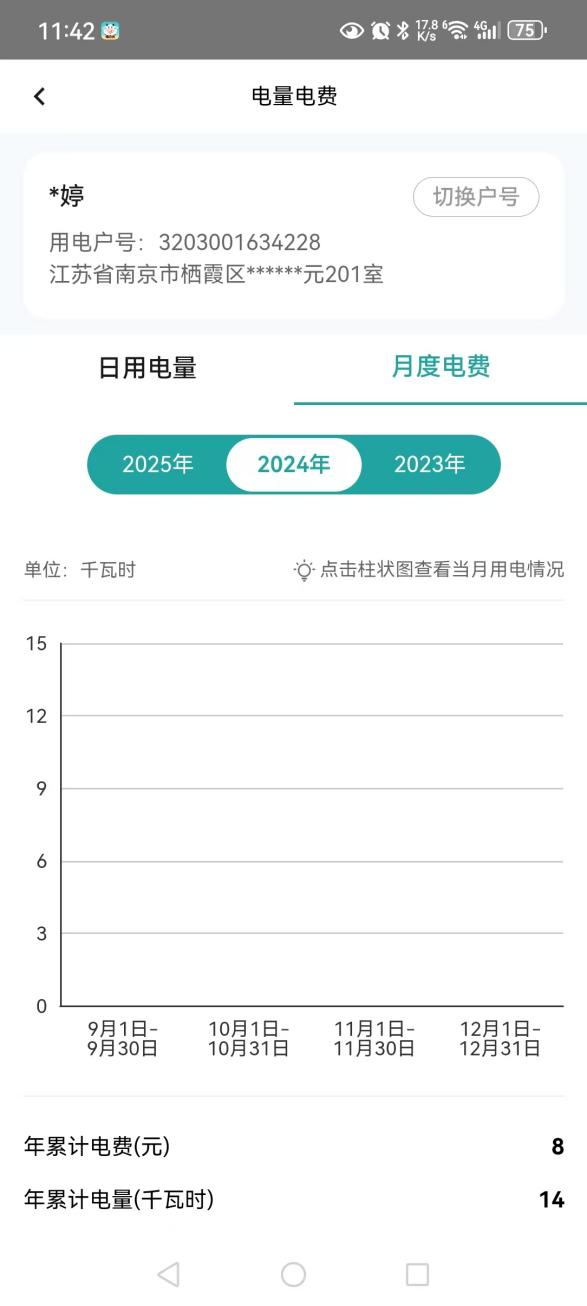 11:42 17.8 K/s 6 4G 75
电量电费
*婷
切换户号
用电户号：3203001634228
江苏省南京市栖霞区******元201室
日用电量 月度电费
2025年 2024年 2023年
单位：千瓦时 点击柱状图查看当月用电情况
15
12
9
6
3
0
9月1日- 10月1日- 11月1日- 12月1日-
9月30日 10月31日 11月30日 12月31日
年累计电费(元) 8
年累计电量(千瓦时) 14